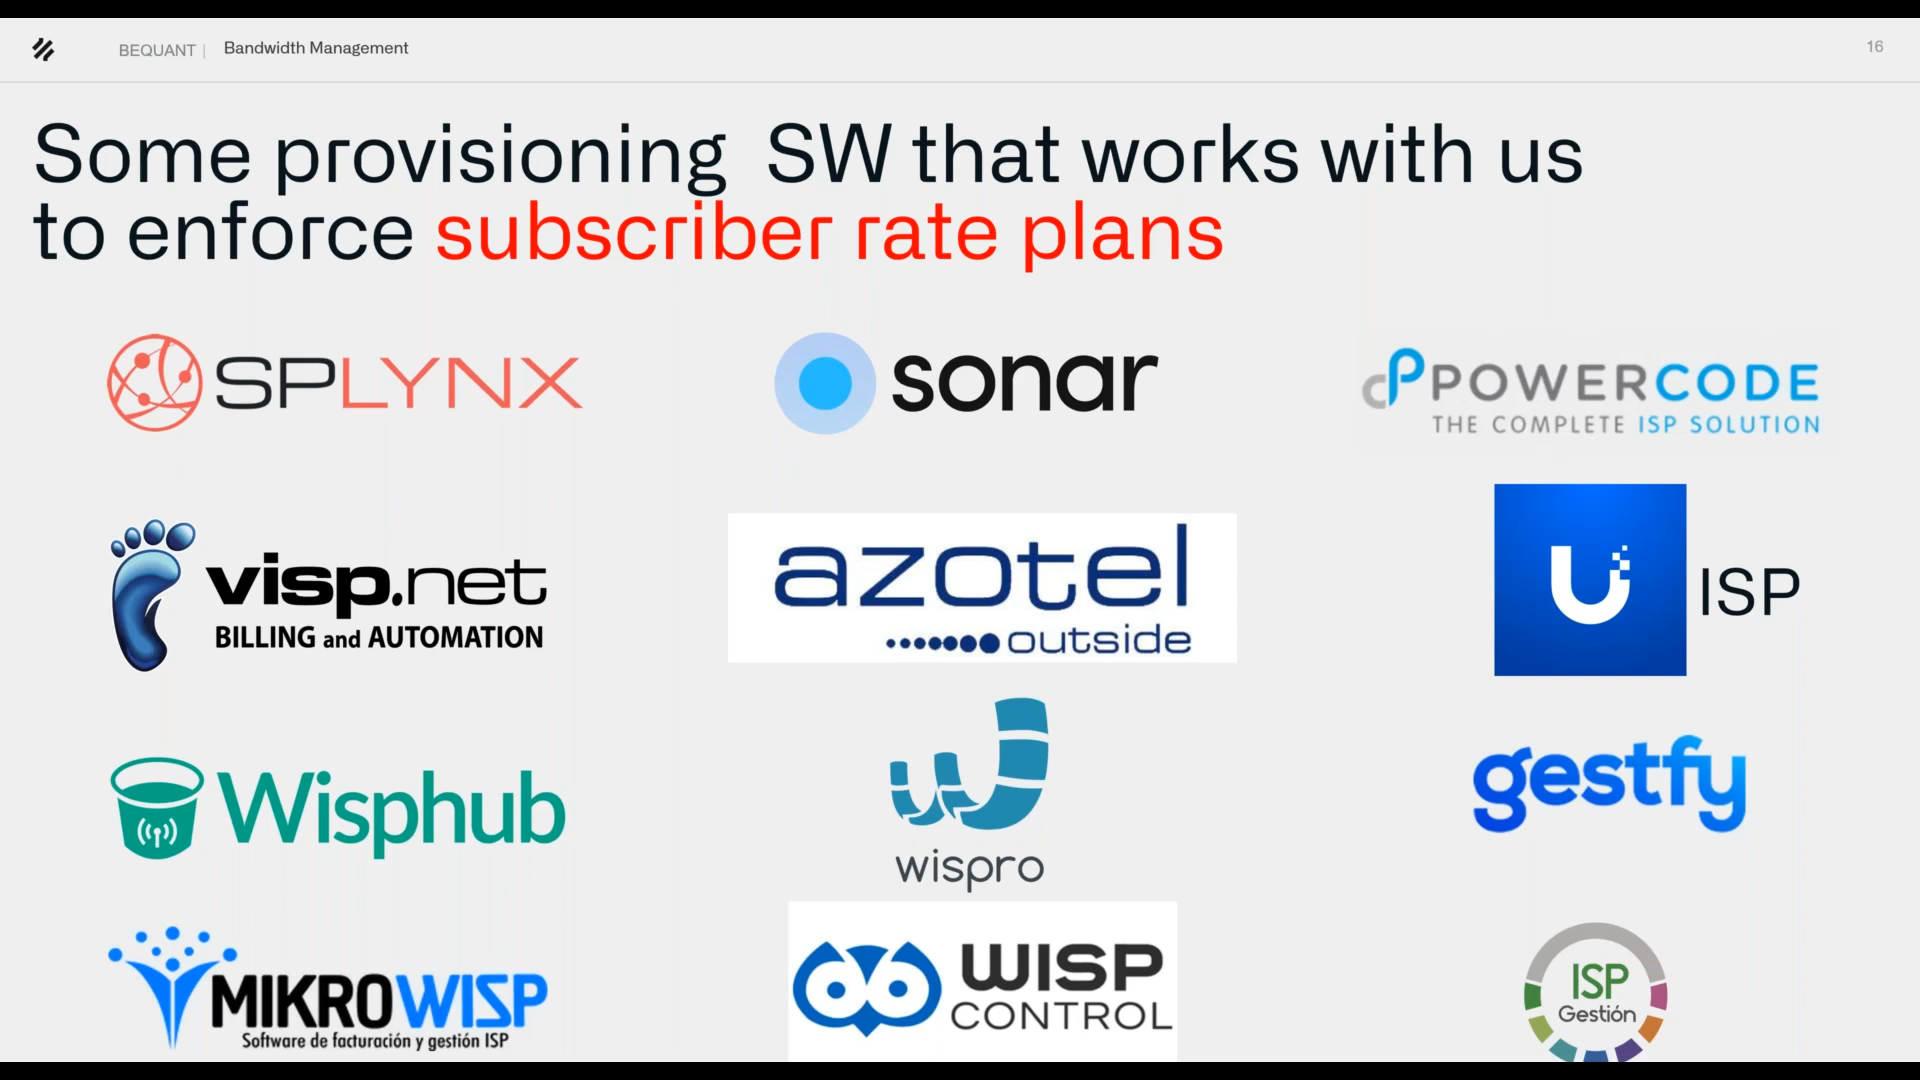 BEQUANT | Bandwidth Management
16
Some provisioning SW that works with us
to enforce subscriber rate plans
SPLYNX
sonar
POWERCODE
THE COMPLETE ISP SOLUTION
visp.net
BILLING and AUTOMATION
azotel
outside
U ISP
Wisphub
wispro
gestfy
MIKROWISP
Software de facturación y gestión ISP
WISP
CONTROL
ISP
Gestión